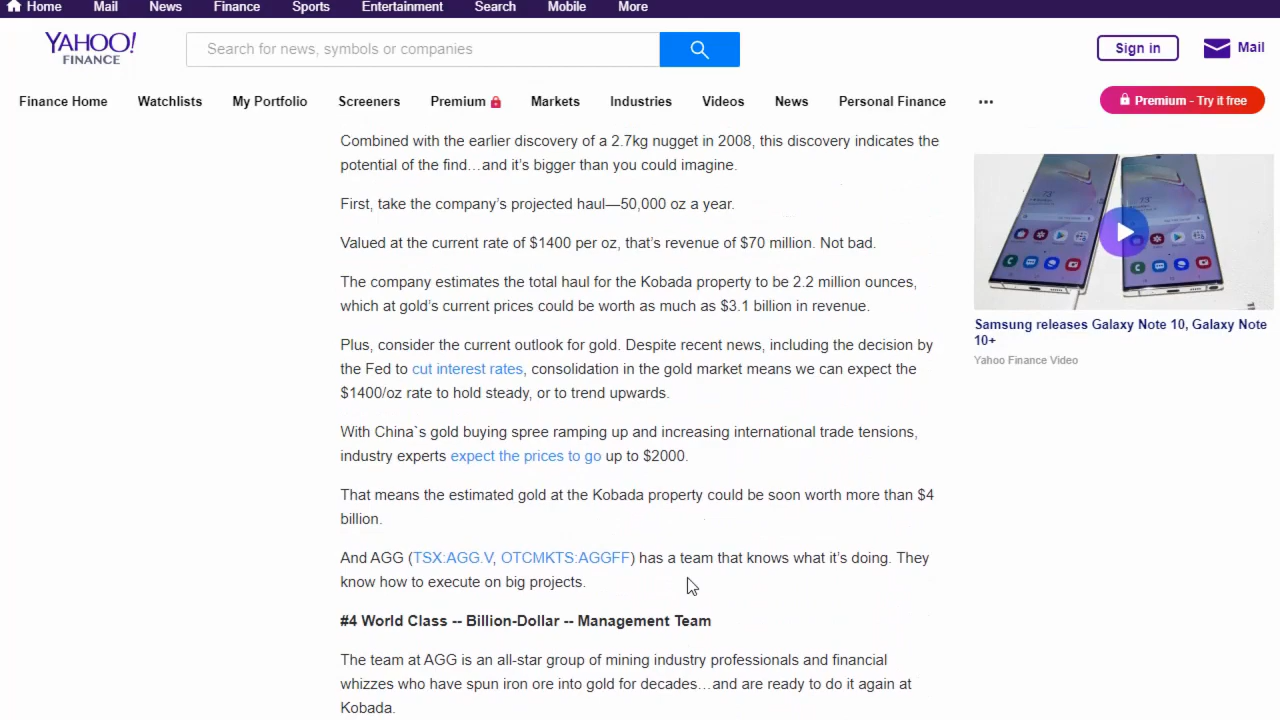 Home Mail News Finance Sports Entertainment Search Mobile More
YAHOO!
FINANCE
Search for news, symbols or companies
Sign in
Mail
Finance Home Watchlists My Portfolio Screeners Premium Markets Industries Videos News Personal Finance ...
Premium - Try it free
Combined with the earlier discovery of a 2.7kg nugget in 2008, this discovery indicates the
potential of the find…and it’s bigger than you could imagine.
First, take the company’s projected haul—50,000 oz a year.
Valued at the current rate of $1400 per oz, that’s revenue of $70 million. Not bad.
The company estimates the total haul for the Kobada property to be 2.2 million ounces,
which at gold’s current prices could be worth as much as $3.1 billion in revenue.
Plus, consider the current outlook for gold. Despite recent news, including the decision by
the Fed to cut interest rates, consolidation in the gold market means we can expect the
$1400/oz rate to hold steady, or to trend upwards.
With China`s gold buying spree ramping up and increasing international trade tensions,
industry experts expect the prices to go up to $2000.
That means the estimated gold at the Kobada property could be soon worth more than $4
billion.
And AGG (TSX:AGG.V, OTCMKTS:AGGFF) has a team that knows what it’s doing. They
know how to execute on big projects.
#4 World Class -- Billion-Dollar -- Management Team
The team at AGG is an all-star group of mining industry professionals and financial
whizzes who have spun iron ore into gold for decades…and are ready to do it again at
Kobada.
Samsung releases Galaxy Note 10, Galaxy Note
10+
Yahoo Finance Video